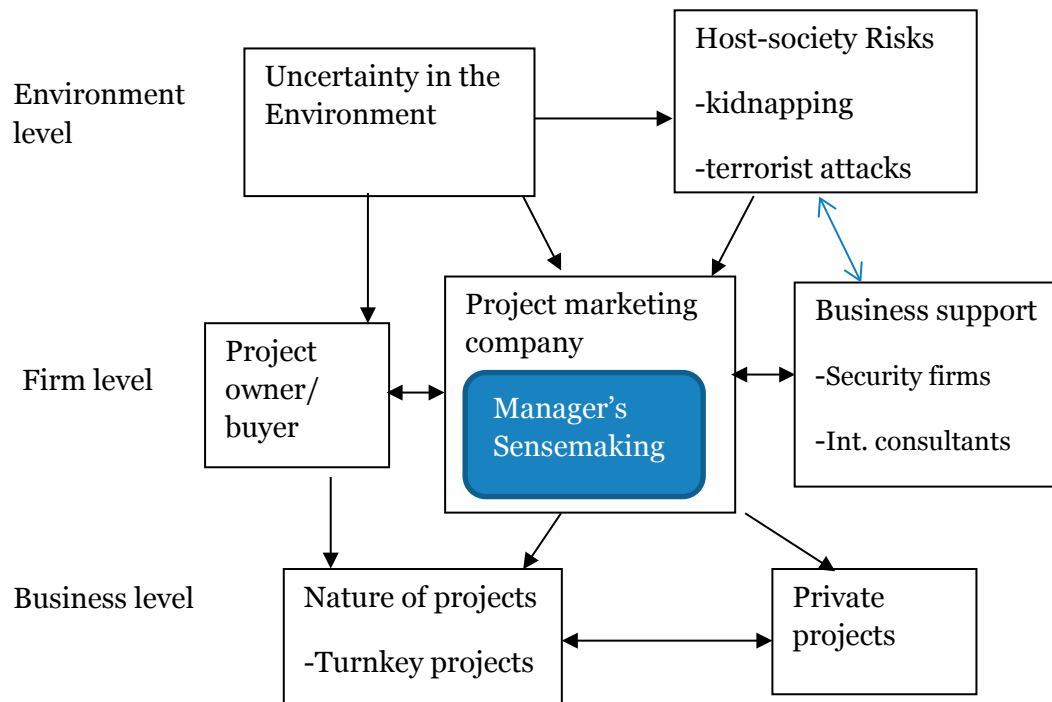 Environment
level
Uncertainty in the
Environment
Host-society Risks
-kidnapping
-terrorist attacks
Firm level
Project
owner/
buyer
Project marketing
company
Manager’s
Sensemaking
Business support
-Security firms
-Int. consultants
Business level
Nature of projects
-Turnkey projects
Private
projects